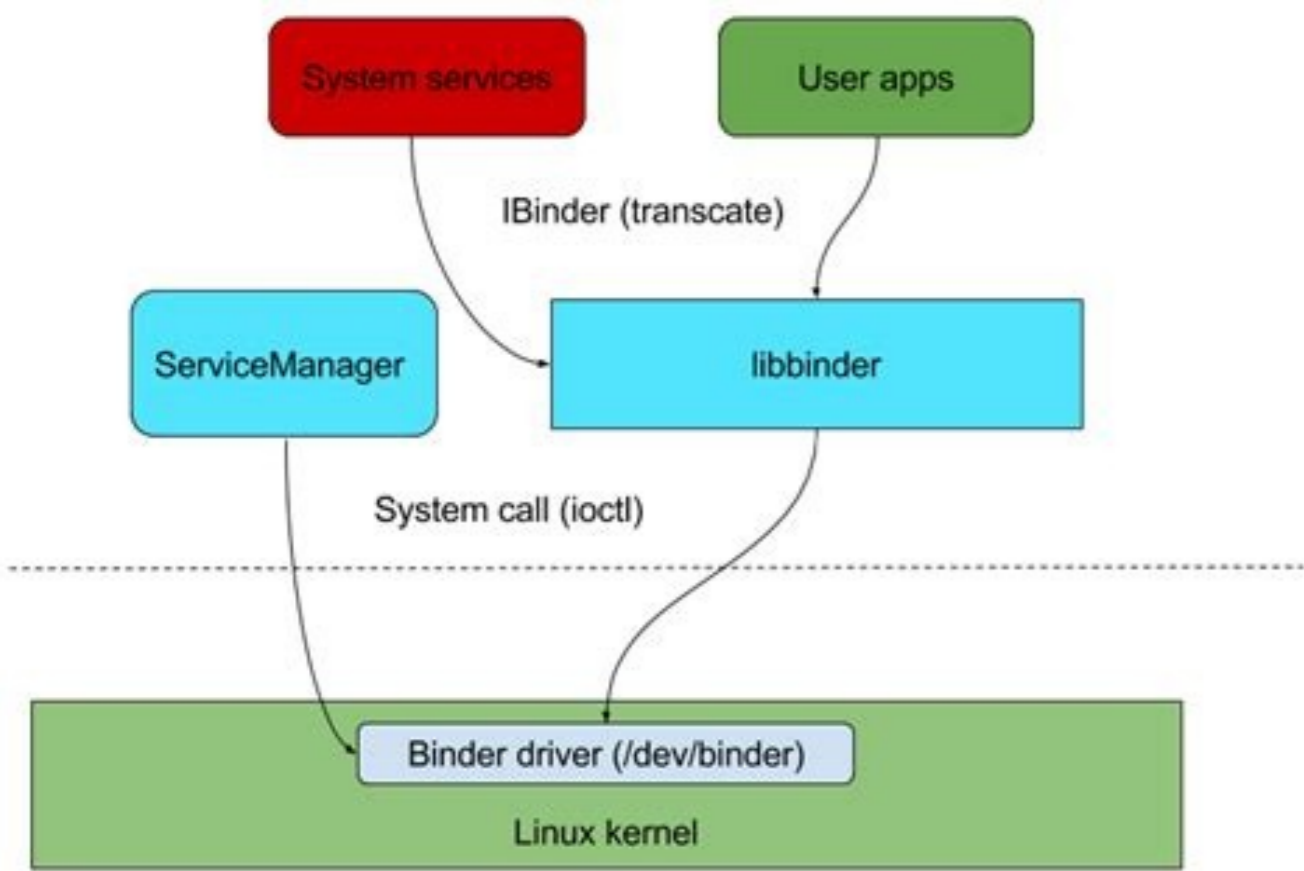 System services
User apps
IBinder (transcate)
ServiceManager
libbinder
System call (ioctl)
Binder driver (/dev/binder)
Linux kernel